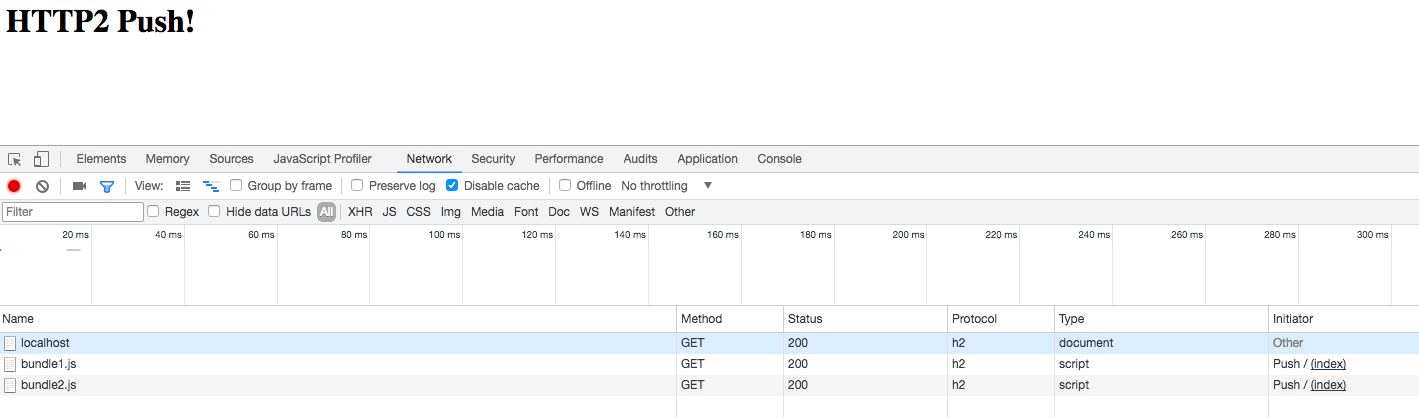 HTTP2 Push!
Elements Memory Sources JavaScript Profiler Network Security Performance Audits Application Console
View: Group by frame Preserve log Disable cache Offline No throttling
Filter Regex Hide data URLs All XHR JS CSS Img Media Font Doc WS Manifest Other
20 ms 40 ms 60 ms 80 ms 100 ms 120 ms 140 ms 160 ms 180 ms 200 ms 220 ms 240 ms 260 ms 280 ms 300 ms
Name Method Status Protocol Type Initiator
localhost GET 200 h2 document Other
bundle1.js GET 200 h2 script Push / (index)
bundle2.js GET 200 h2 script Push / (index)